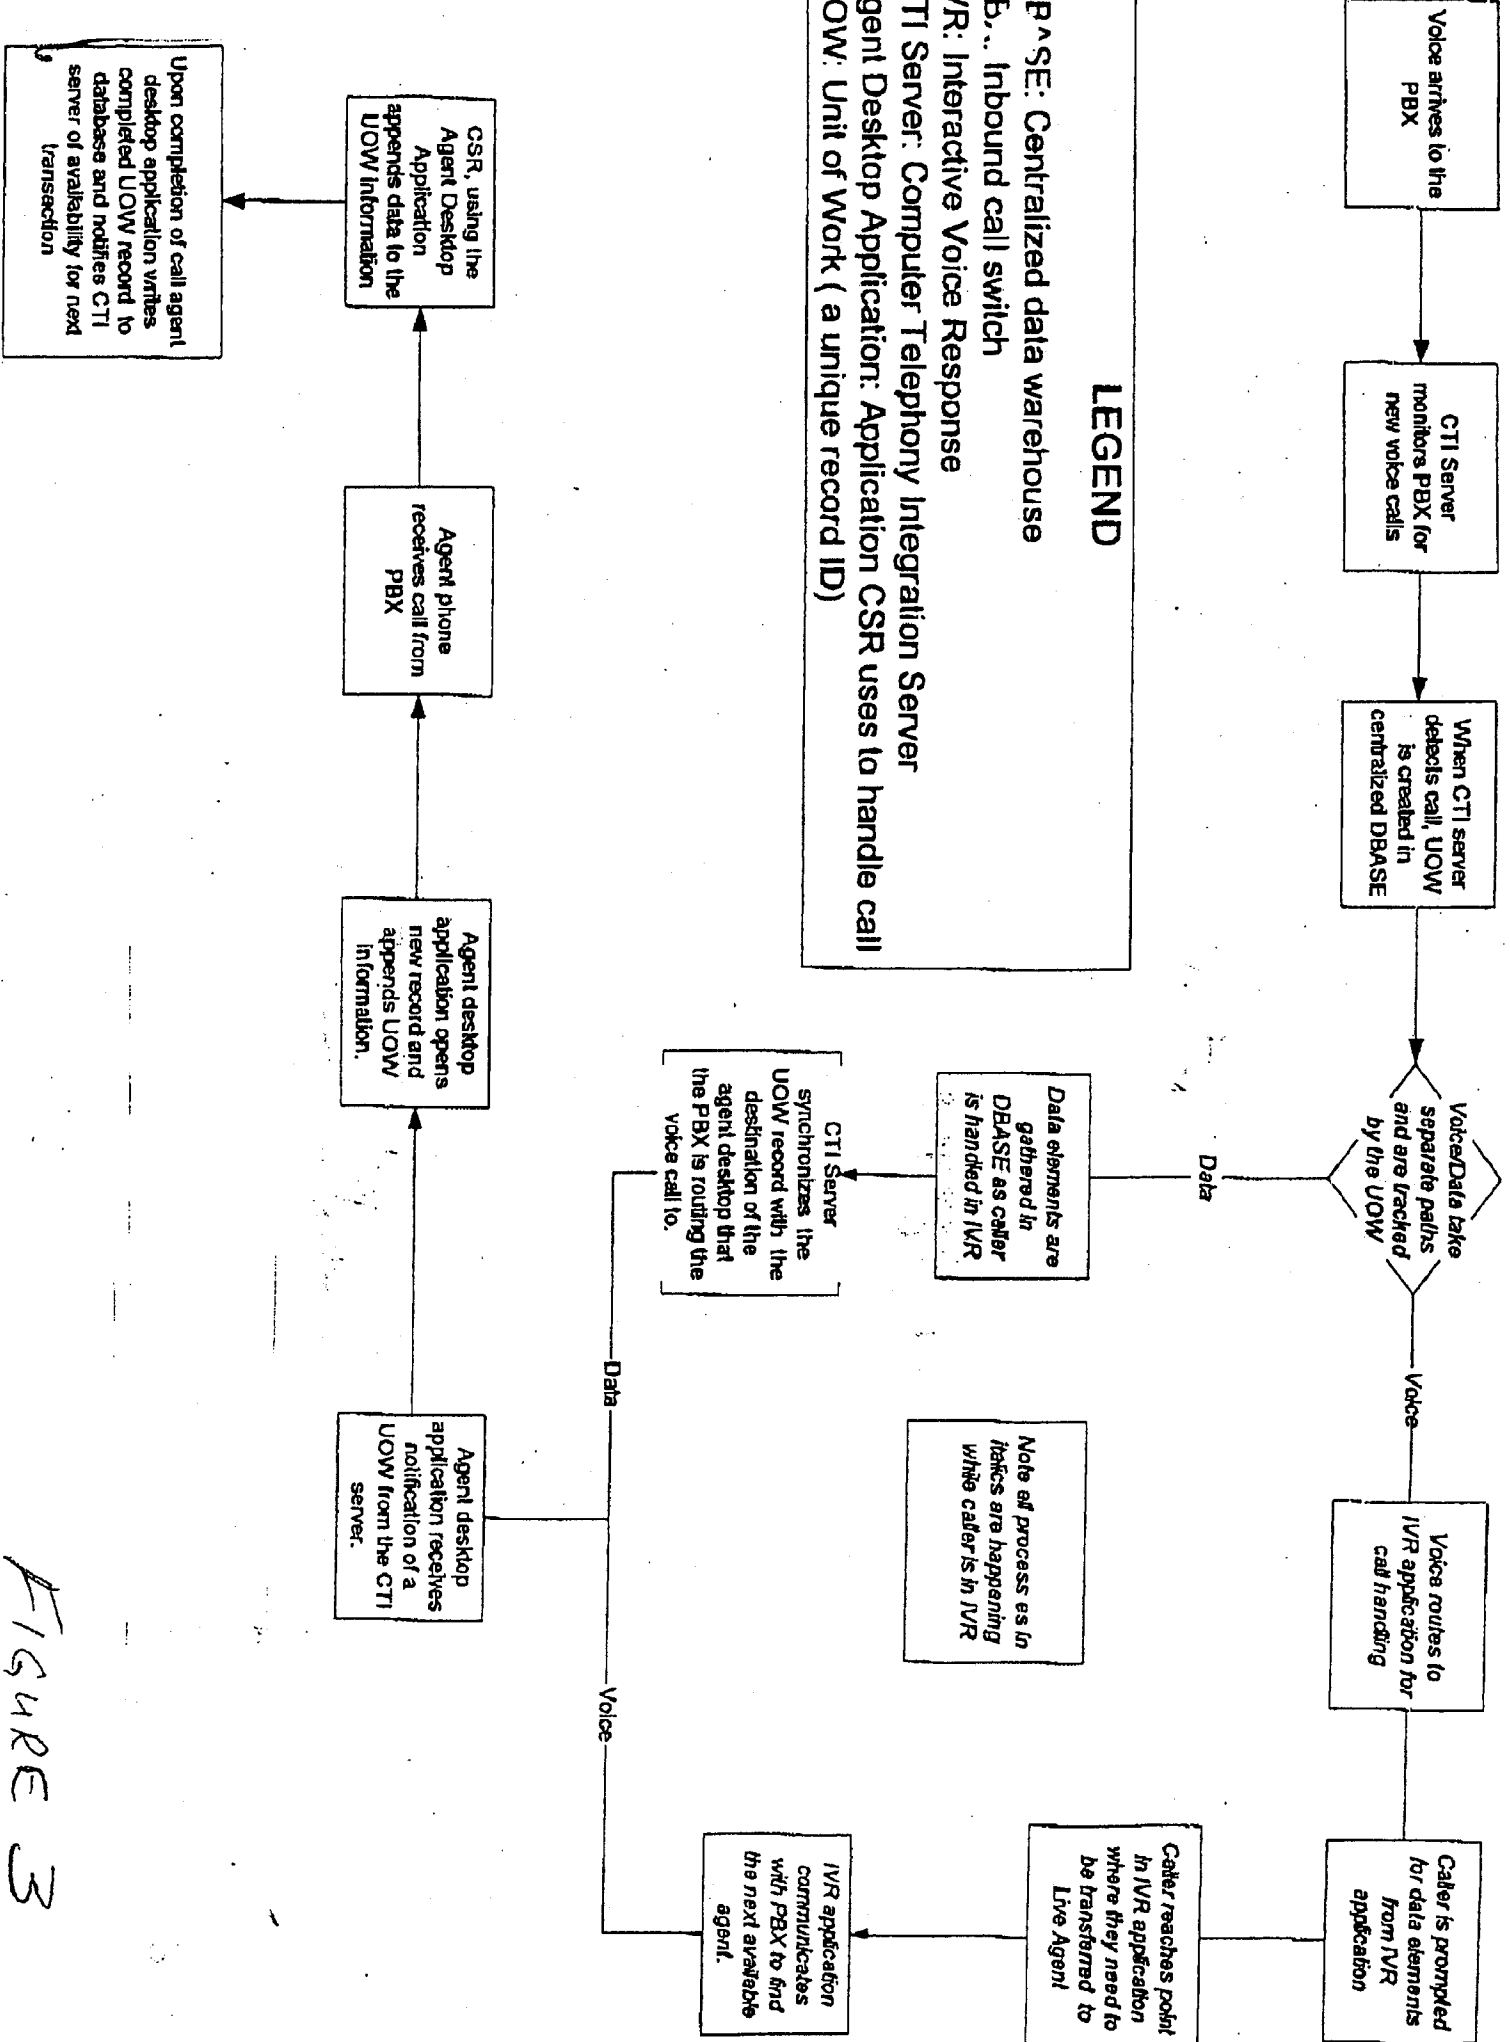 Voice arrives to the
PBX
CTI Server
monitors PBX for
new voice calls
When CTI server
detects call, UOW
is created in
centralized DBASE
Voice/Data take
separate paths
and are tracked
by the UOW
Voice
Voice routes to
IVR application for
call handling
Caller is prompted
for data elements
from IVR
application
Caller reaches point
in IVR application
where they need to
be transferred to
Live Agent
IVR application
communicates
with PBX to find
the next available
agent.
Voice
Data
Data elements are
gathered in
DBASE as caller
is handled in IVR
CTI Server
synchronizes the
UOW record with the
destination of the
agent desktop that
the PBX is routing the
voice call to.
Data
Note all process es in
italics are happening
while caller is in IVR
LEGEND
SE: Centralized data warehouse
Inbound call switch
VR: Interactive Voice Response
TI Server: Computer Telephony Integration Server
gent Desktop Application: Application CSR uses to handle call
OW: Unit of Work ( a unique record ID))
Agent desktop
application receives
notification of a
UOW from the CTI
server.
Agent desktop
application opens
new record and
appends UOW
information.
Agent phone
receives call from
PBX
CSR, using the
Agent Desktop
Application
appends data to the
UOW information
Upon completion of call agent
desktop application writes
completed UOW record to
database and notifies CTI
server of availability for next
transaction
FIGURE 3